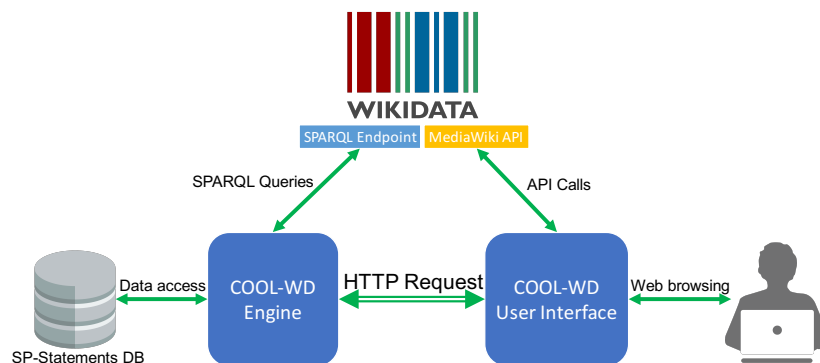 WIKIDATA
SPARQL Endpoint
MediaWiki API
SPARQL Queries
API Calls
Data access
COOL-WD
Engine
HTTP Request
COOL-WD
User Interface
Web browsing
SP-Statements DB